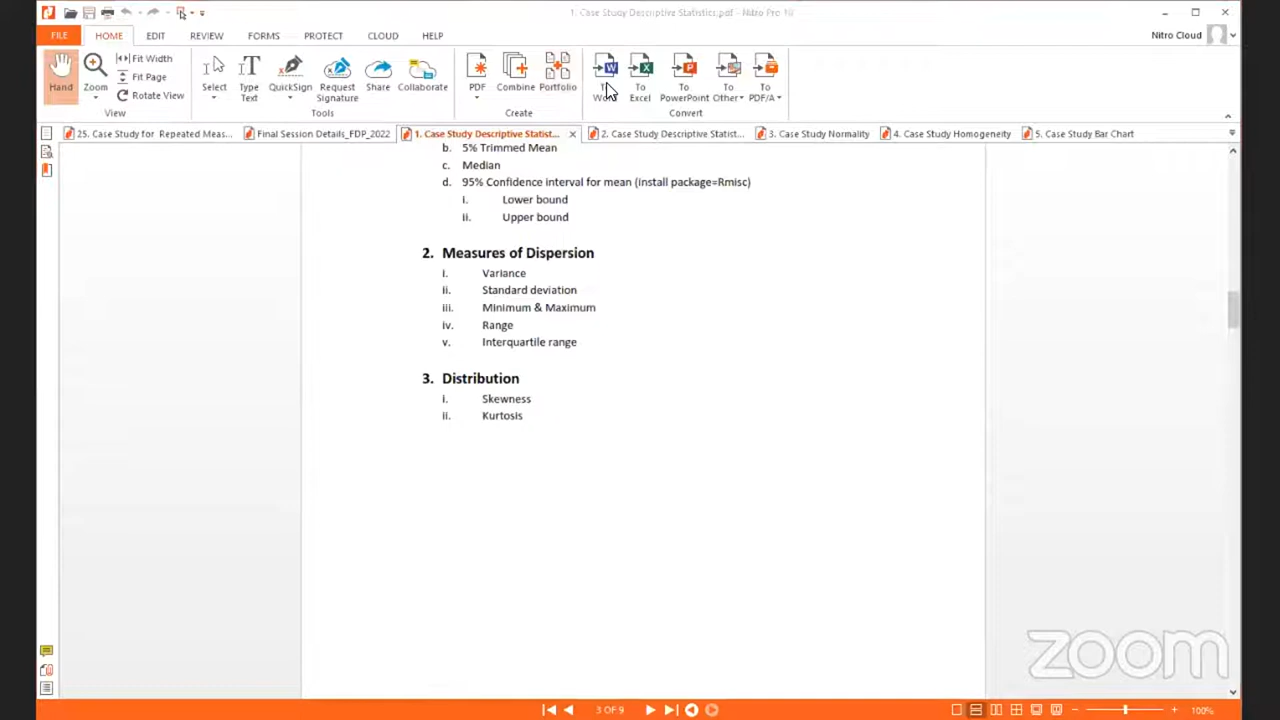 1. Case Study Descriptive Statistics.pdf - Nitro Pro 10
FILE HOME EDIT REVIEW FORMS PROTECT CLOUD HELP
Nitro Cloud
Hand Zoom Fit Width
Fit Page
Rotate View
Select Type Text QuickSign Request Signature Share Collaborate
PDF Combine Portfolio
To Word To Excel To PowerPoint To Other To PDF/A
View Tools Create Convert
25. Case Study for Repeated Meas... Final Session Details_FDP_2022 1. Case Study Descriptive Statist... 2. Case Study Descriptive Statist... 3. Case Study Normality 4. Case Study Homogeneity 5. Case Study Bar Chart
b. 5% Trimmed Mean
c. Median
d. 95% Confidence interval for mean (install package=Rmisc)
i. Lower bound
ii. Upper bound
2. Measures of Dispersion
i. Variance
ii. Standard deviation
iii. Minimum & Maximum
iv. Range
v. Interquartile range
3. Distribution
i. Skewness
ii. Kurtosis
zoom
3 OF 9
100%